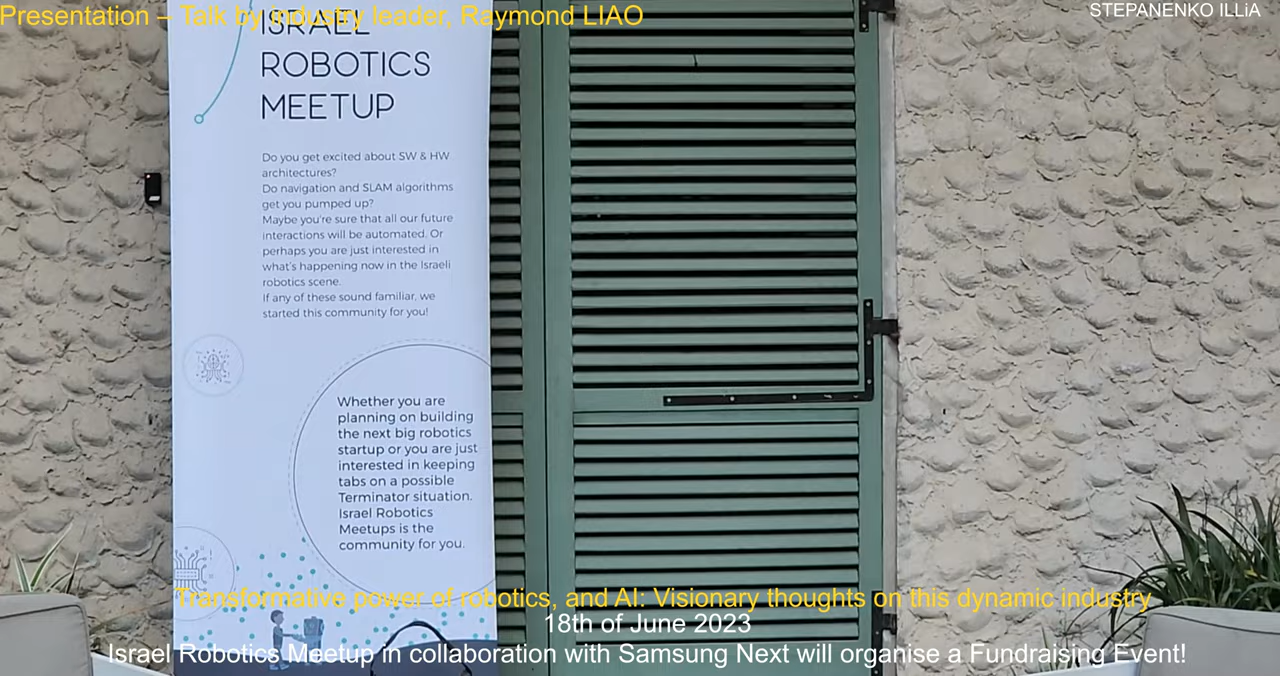 Presentation – Talk by industry leader, Raymond LIAO
STEPANENKO ILLiA
ISRAEL
ROBOTICS
MEETUP
Do you get excited about SW & HW
architectures?
Do navigation and SLAM algorithms
get you pumped up?
Maybe you're sure that all our future
interactions will be automated. Or
perhaps you are just interested in
what's happening now in the Israeli
robotics scene.
If any of these sound familiar, we
started this community for you!
Whether you are
planning on building
the next big robotics
startup or you are just
interested in keeping
tabs on a possible
Terminator situation.
Israel Robotics
Meetups is the
community for you.
Transformative power of robotics, and AI: Visionary thoughts on this dynamic industry
18th of June 2023
Israel Robotics Meetup in collaboration with Samsung Next will organise a Fundraising Event!